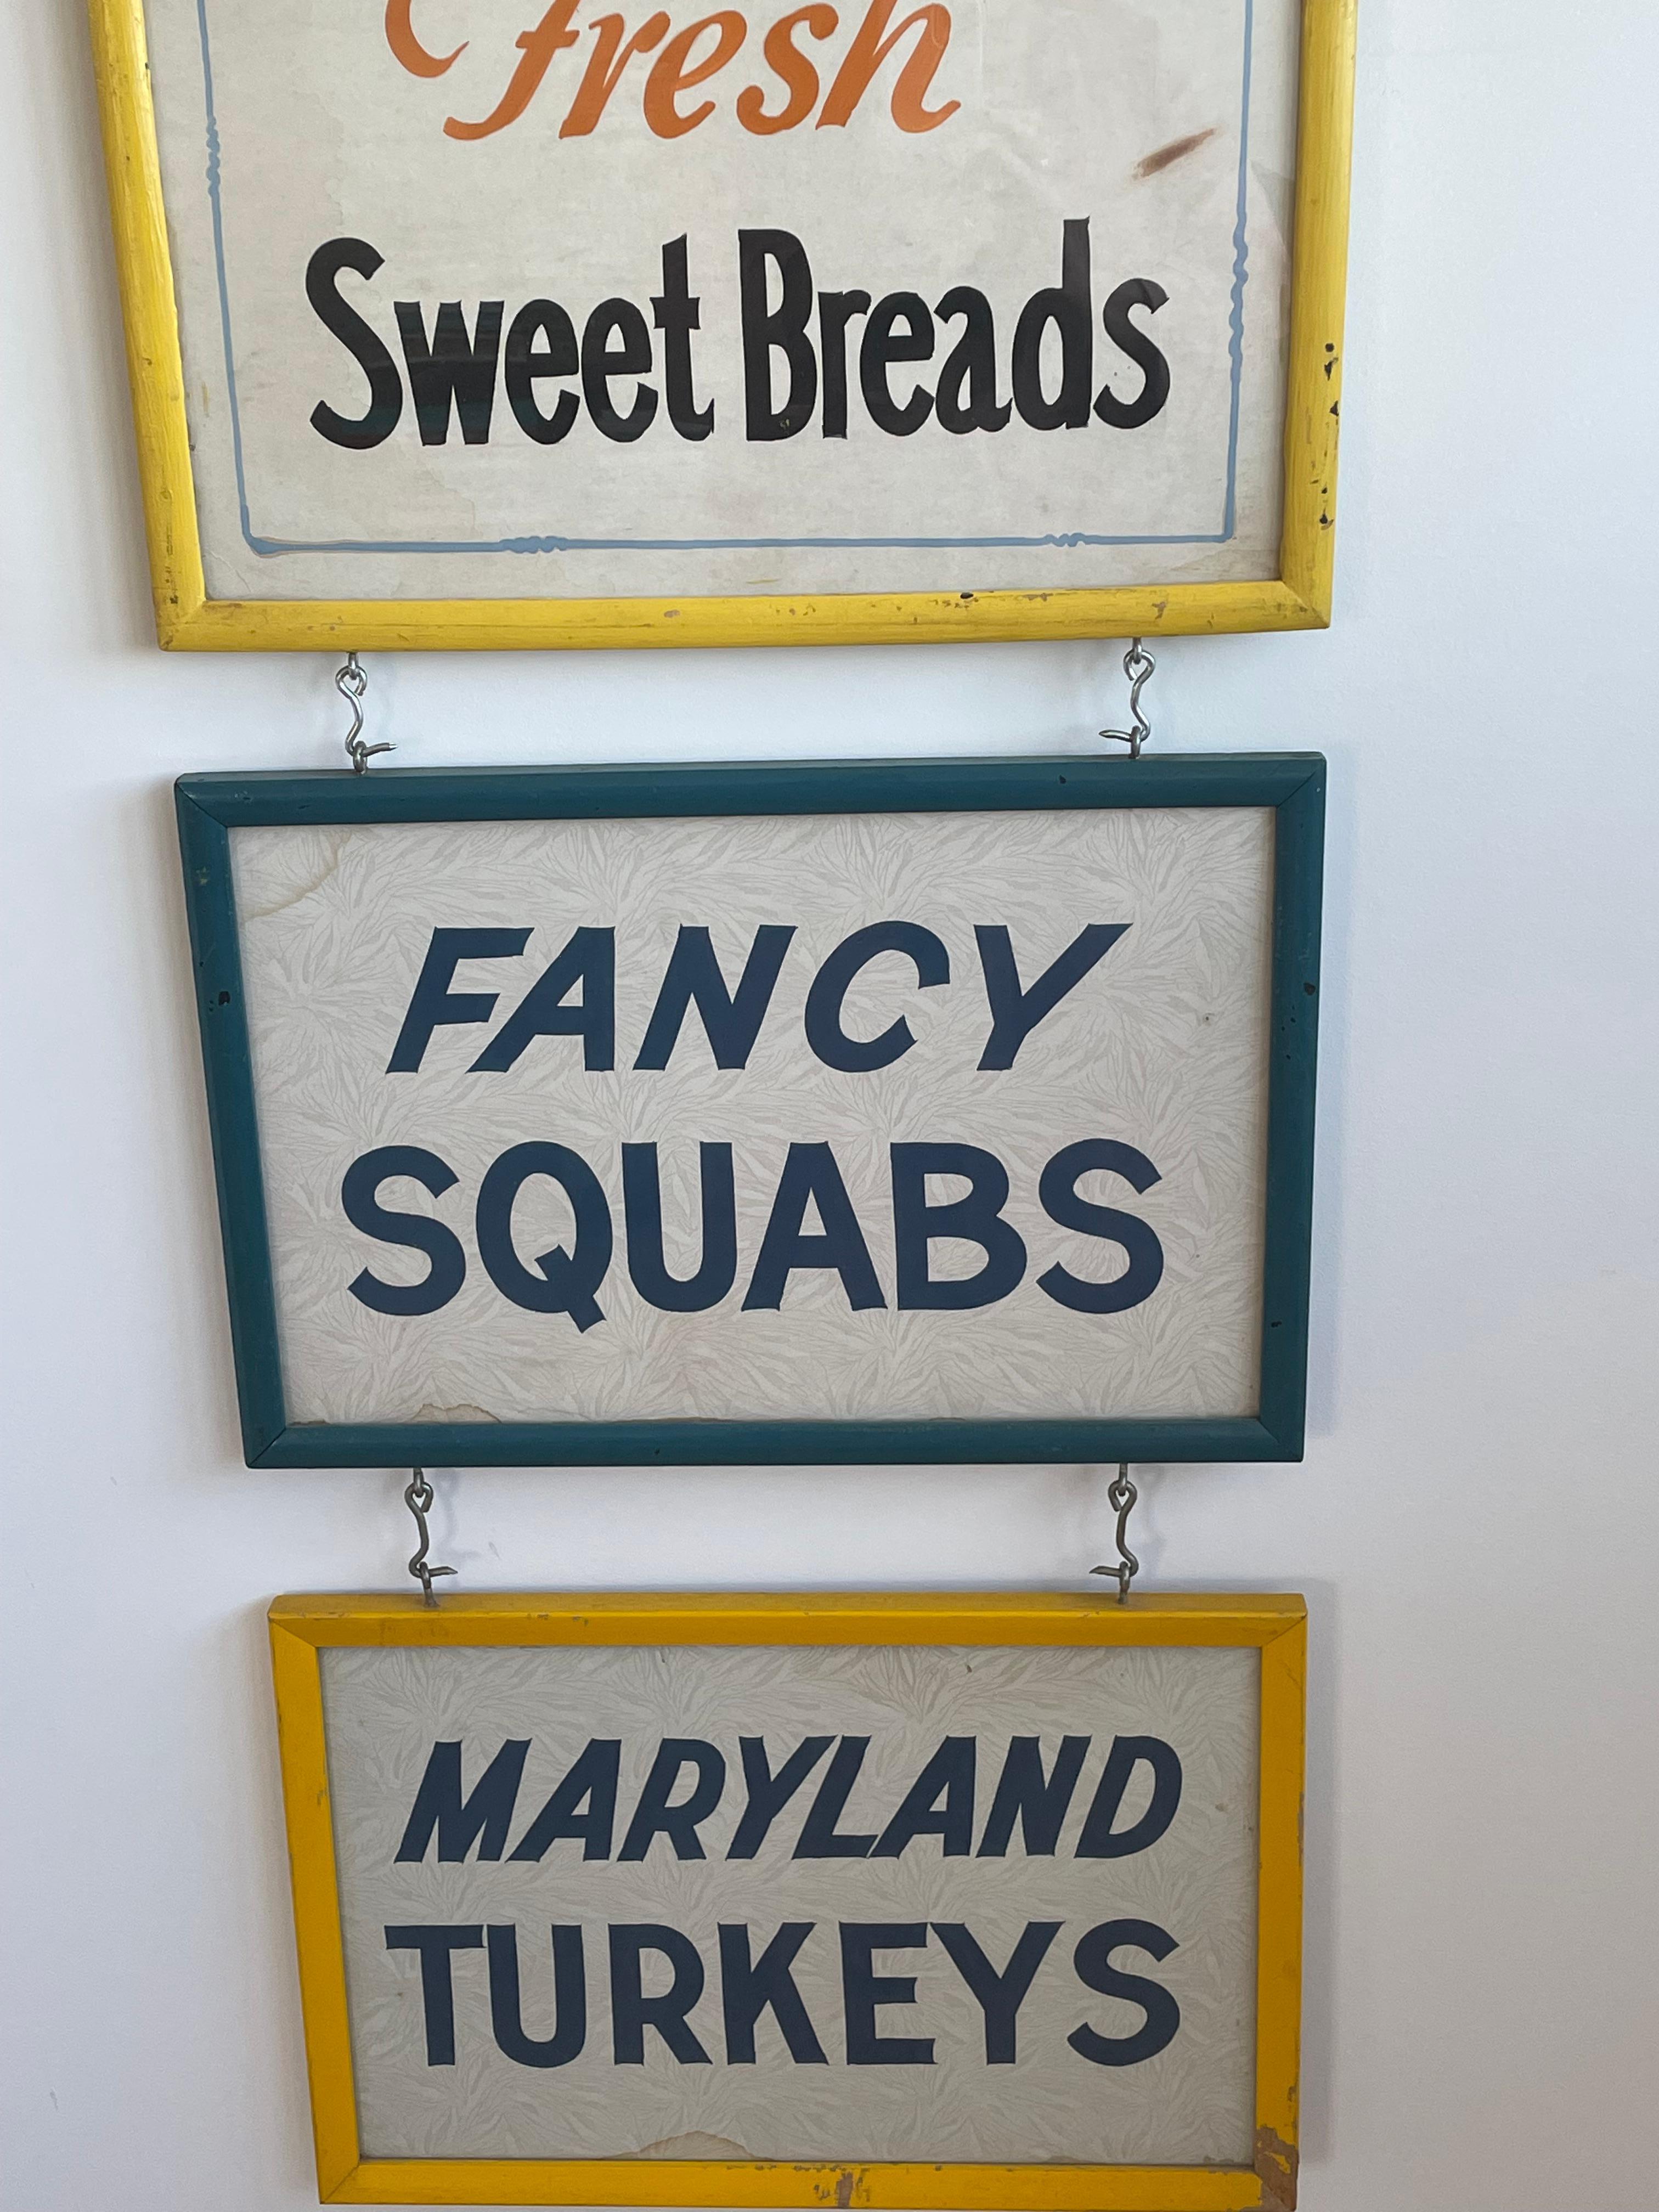 fresh
Sweet Breads
FANCY
SQUABS
MARYLAND
TURKEYS